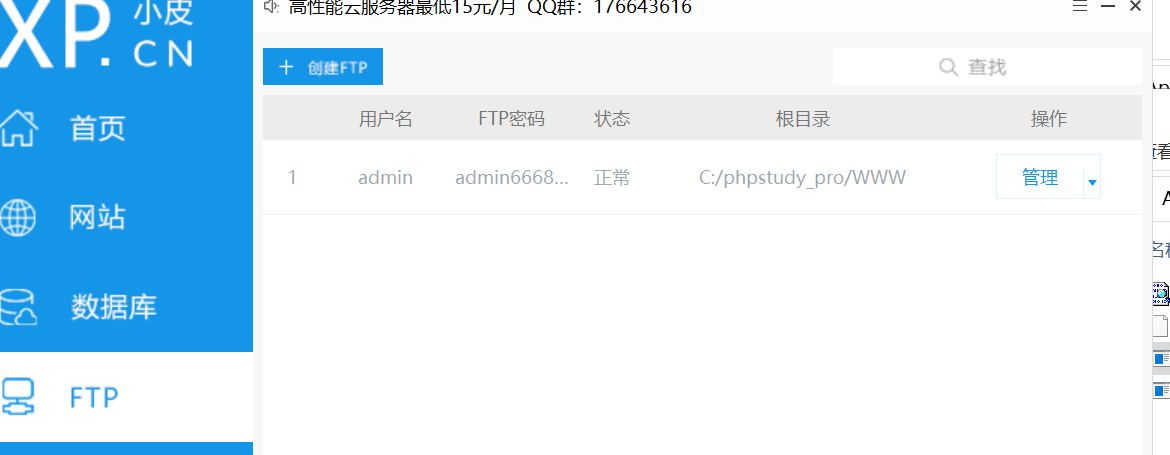 高性能云服务器最低15元/月 QQ群：176643616
XP.
小皮
CN
首页
网站
数据库
FTP
+ 创建FTP
查找
用户名 FTP密码 状态 根目录 操作
1 admin admin6668... 正常 C:/phpstudy_pro/WWW 管理